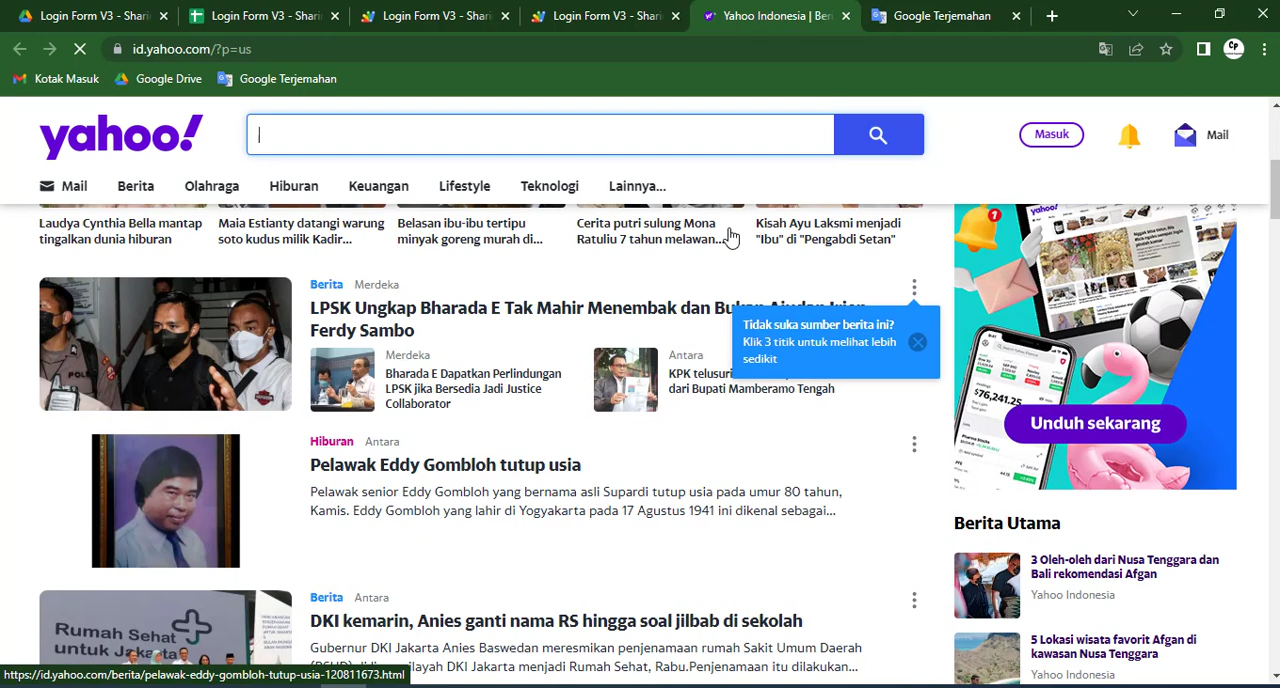 Login Form V3 - Shari
Login Form V3 - Sharin
Login Form V3 - Sharin
Login Form V3 - Sharin
Yahoo Indonesia | Beri
Google Terjemahan
id.yahoo.com/?p=us
Cp
Kotak Masuk
Google Drive
Google Terjemahan
yahoo!
Masuk
Mail
Mail
Berita
Olahraga
Hiburan
Keuangan
Lifestyle
Teknologi
Lainnya...
Laudya Cynthia Bella mantap
tingalkan dunia hiburan
Maia Estianty datangi warung
soto kudus milik Kadir...
Belasan ibu-ibu tertipu
minyak goreng murah di...
Cerita putri sulung Mona
Ratuliu 7 tahun melawan...
Kisah Ayu Laksmi menjadi
"Ibu" di "Pengabdi Setan"
Berita Merdeka
LPSK Ungkap Bharada E Tak Mahir Menembak dan
Ferdy Sambo
Tidak suka sumber berita ini?
Klik 3 titik untuk melihat lebih
sedikit
Merdeka
Bharada E Dapatkan Perlindungan
LPSK jika Bersedia Jadi Justice
Collaborator
Antara
KPK telusuri
dari Bupati Mamberamo Tengah
Hiburan Antara
Pelawak Eddy Gombloh tutup usia
Pelawak senior Eddy Gombloh yang bernama asli Supardi tutup usia pada umur 80 tahun,
Kamis. Eddy Gombloh yang lahir di Yogyakarta pada 17 Agustus 1941 ini dikenal sebagai...
Rumah Sehat
untuk Jakarta
Berita Antara
DKI kemarin, Anies ganti nama RS hingga soal jilbab di sekolah
Gubernur DKI Jakarta Anies Baswedan meresmikan penjenamaan rumah Sakit Umum Daerah
wilayah DKI Jakarta menjadi Rumah Sehat, Rabu.Penjenamaan itu dilakukan...
https://id.yahoo.com/berita/pelawak-eddy-gombloh-tutup-usia-120811673.html
1
$76,241.25
Unduh sekarang
Berita Utama
3 Oleh-oleh dari Nusa Tenggara dan
Bali rekomendasi Afgan
Yahoo Indonesia
5 Lokasi wisata favorit Afgan di
kawasan Nusa Tenggara
Yahoo Indonesia